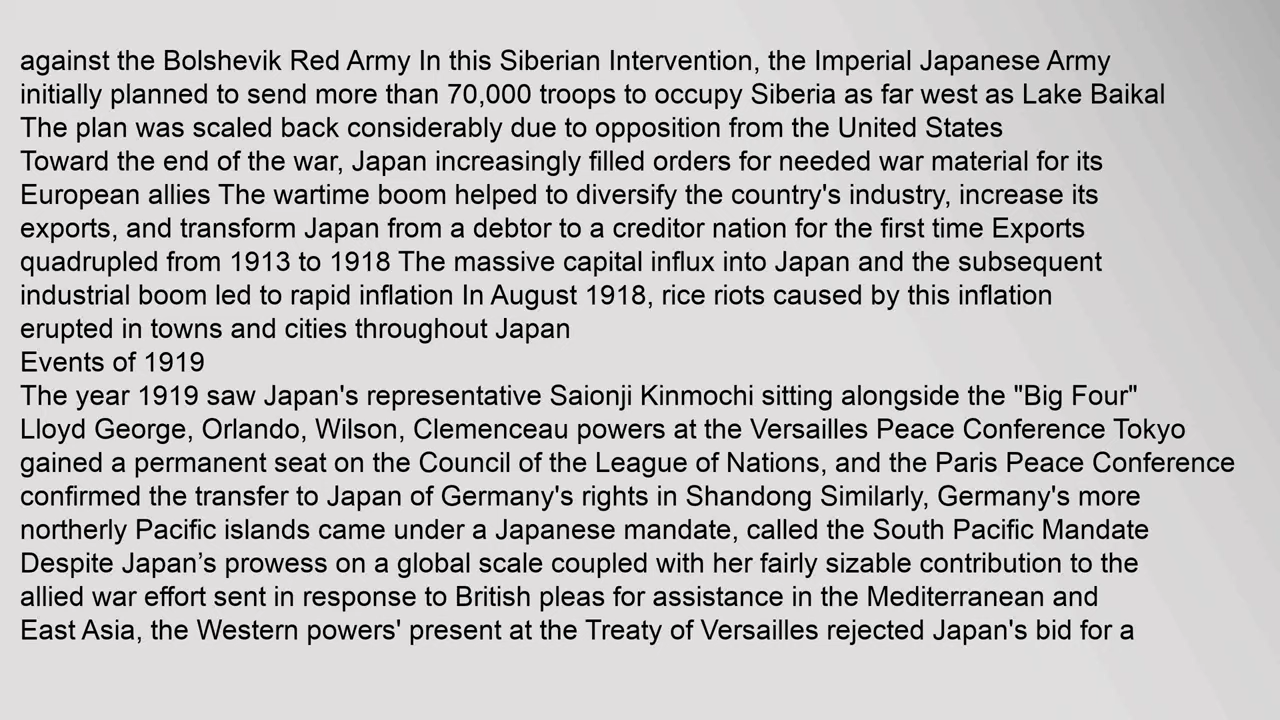 against the Bolshevik Red Army In this Siberian Intervention, the Imperial Japanese Army
initially planned to send more than 70,000 troops to occupy Siberia as far west as Lake Baikal
The plan was scaled back considerably due to opposition from the United States
Toward the end of the war, Japan increasingly filled orders for needed war material for its
European allies The wartime boom helped to diversify the country's industry, increase its
exports, and transform Japan from a debtor to a creditor nation for the first time Exports
quadrupled from 1913 to 1918 The massive capital influx into Japan and the subsequent
industrial boom led to rapid inflation In August 1918, rice riots caused by this inflation
erupted in towns and cities throughout Japan
Events of 1919
The year 1919 saw Japan's representative Saionji Kinmochi sitting alongside the "Big Four"
Lloyd George, Orlando, Wilson, Clemenceau powers at the Versailles Peace Conference Tokyo
gained a permanent seat on the Council of the League of Nations, and the Paris Peace Conference
confirmed the transfer to Japan of Germany's rights in Shandong Similarly, Germany's more
northerly Pacific islands came under a Japanese mandate, called the South Pacific Mandate
Despite Japan’s prowess on a global scale coupled with her fairly sizable contribution to the
allied war effort sent in response to British pleas for assistance in the Mediterranean and
East Asia, the Western powers' present at the Treaty of Versailles rejected Japan's bid for a